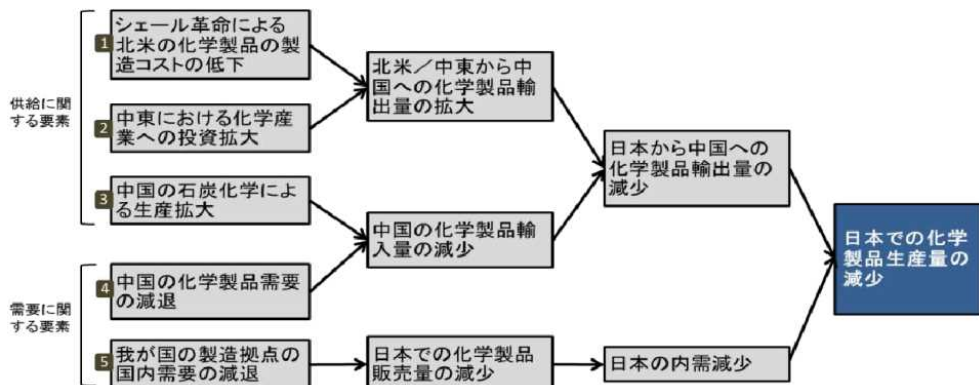 供給に関
する要素
1
シェール革命による
北米の化学製品の製
造コストの低下
2
中東における化学産
業への投資拡大
3
中国の石炭化学によ
る生産拡大
需要に関
する要素
4
中国の化学製品需要
の減退
5
我が国の製造拠点の
国内需要の減退
北米／中東から中
国への化学製品輸
出量の拡大
中国の化学製品輸
入量の減少
日本での化学製品
販売量の減少
日本から中国への
化学製品輸出量の
減少
日本の内需減少
日本での化学
製品生産量の
減少